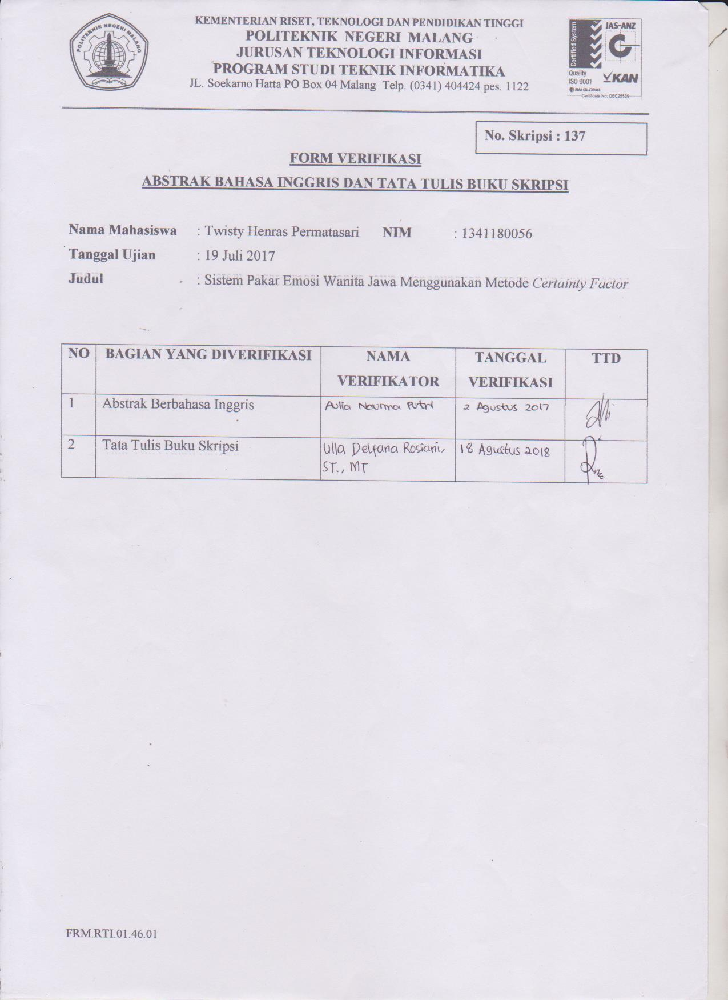 POLITEKNIK NEGERI MALANG
KEMENTERIAN RISET, TEKNOLOGI DAN PENDIDIKAN TINGGI
POLITEKNIK NEGERI MALANG
JURUSAN TEKNOLOGI INFORMASI
PROGRAM STUDI TEKNIK INFORMATIKA
JL. Soekarno Hatta PO Box 04 Malang Telp. (0341) 404424 pes. 1122
Certified System
JAS-ANZ
Quality
ISO 9001
KAN
SAI GLOBAL
Certificate No. QEC25539
No. Skripsi : 137
FORM VERIFIKASI
ABSTRAK BAHASA INGGRIS DAN TATA TULIS BUKU SKRIPSI
Nama Mahasiswa : Twisty Henras Permatasari NIM : 1341180056
Tanggal Ujian : 19 Juli 2017
Judul : Sistem Pakar Emosi Wanita Jawa Menggunakan Metode Certainty Factor
NO BAGIAN YANG DIVERIFIKASI NAMA VERIFIKATOR TANGGAL VERIFIKASI TTD
1 Abstrak Berbahasa Inggris Aulia Nourma Putri 2 Agustus 2017
2 Tata Tulis Buku Skripsi Ulla Delfana Rosiani, ST., MT 18 Agustus 2018
FRM.RTI.01.46.01